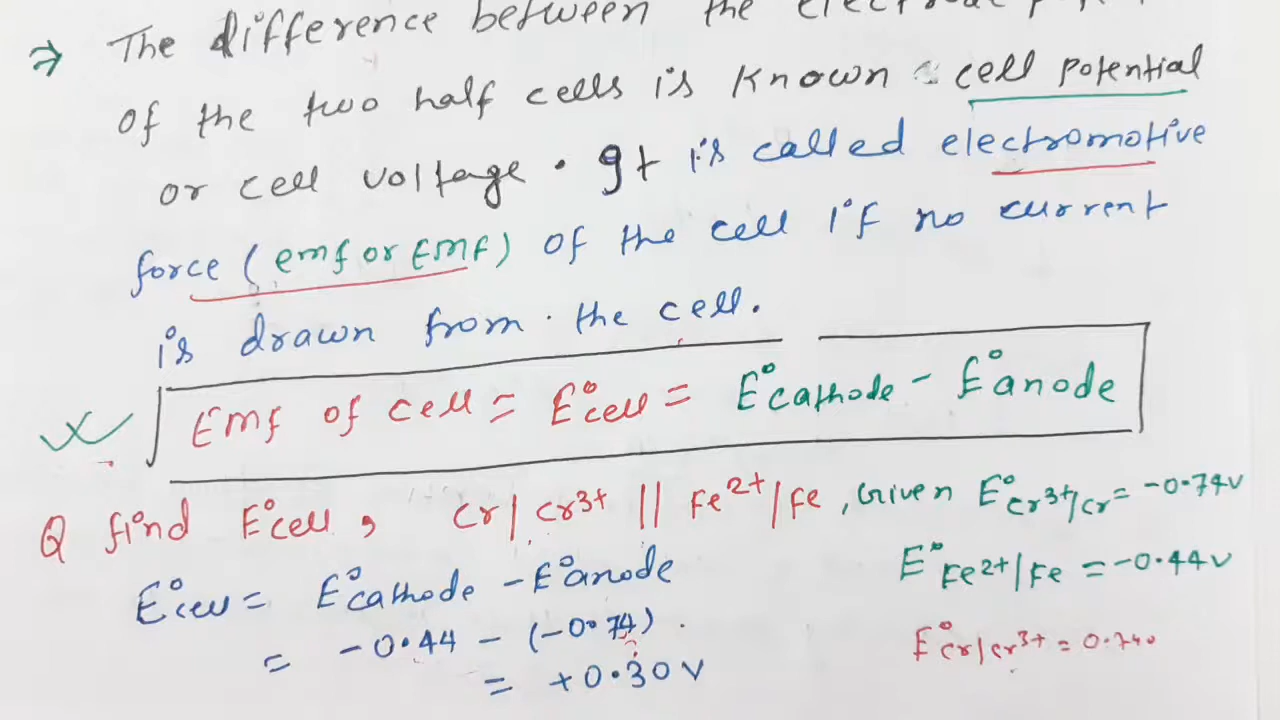 ⇒ The difference between the
of the two half cells is known cell potential
or cell voltage. It is called electromotive
force (emf or EMF) of the cell if no current
is drawn from the cell.
Emf of cell = E°cell = E°cathode - E°anode
Q find E°cell, Cr/Cr3+ || Fe2+/Fe, Given E°Cr3+/Cr = -0.74V
E°cell = E°cathode - E°anode
E°Fe2+/Fe = -0.44V
= -0.44 - (-0.74).
E°Cr/Cr3+ = 0.74
= +0.30 V